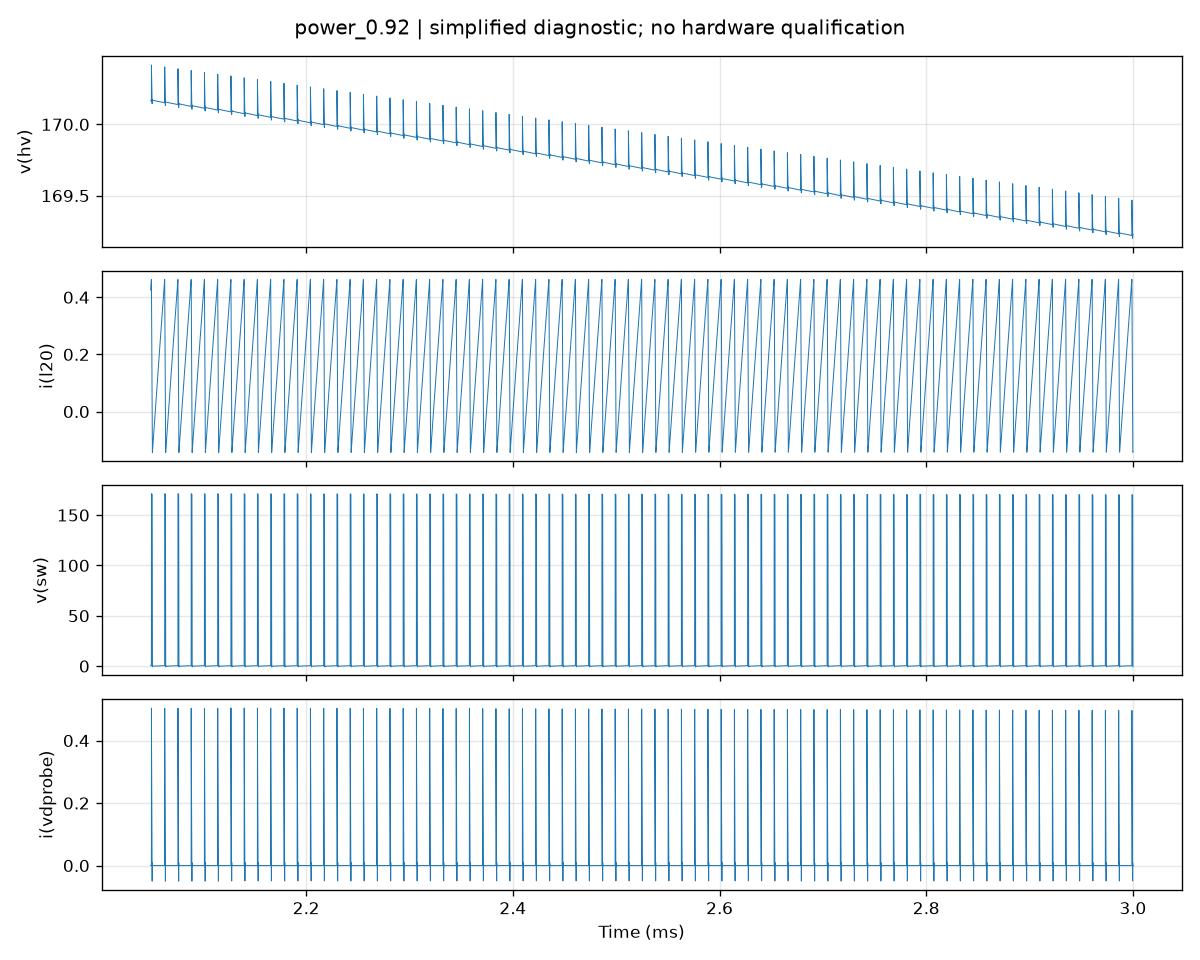 power_0.92 | simplified diagnostic; no hardware qualification
v(hv)
170.0
169.5
i(l20)
0.4
0.2
0.0
v(sw)
150
100
50
0
i(vdprobe)
0.4
0.2
0.0
2.2 2.4 2.6 2.8 3.0
Time (ms)